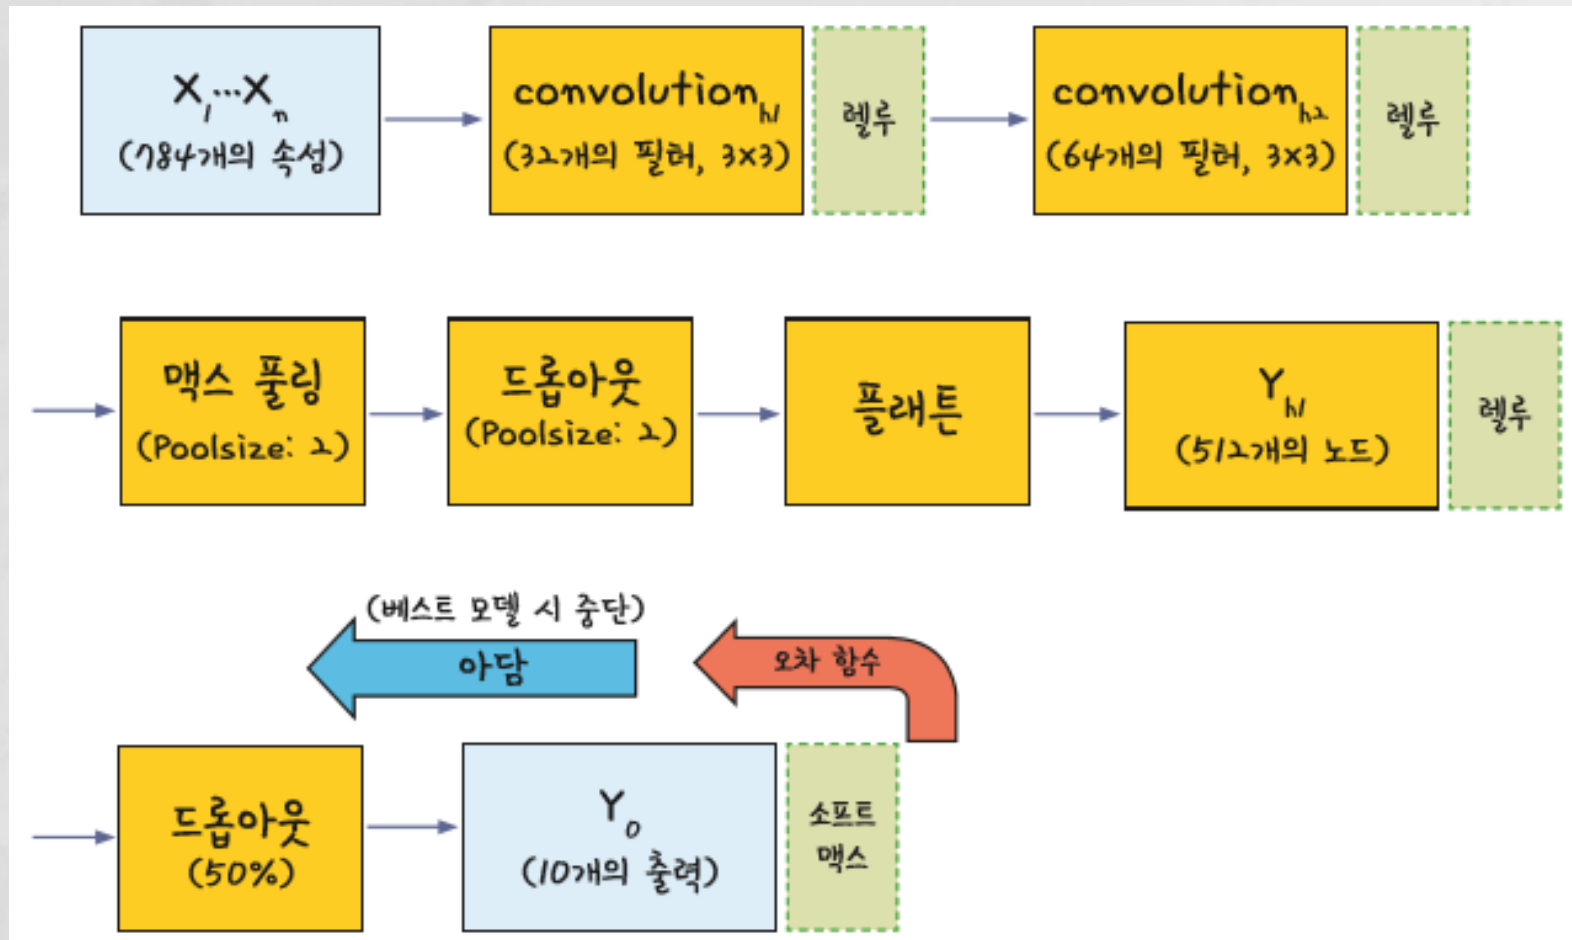 X₁...Xₙ
(784개의 속성)
convolution_h1
(32개의 필터, 3x3)
렐루
convolution_h2
(64개의 필터, 3x3)
렐루
맥스 풀링
(Poolsize: 2)
드롭아웃
(Poolsize: 2)
플래튼
Y_h1
(512개의 노드)
렐루
(베스트 모델 시 중단)
아담
오차 함수
드롭아웃
(50%)
Y₀
(10개의 출력)
소프트
맥스